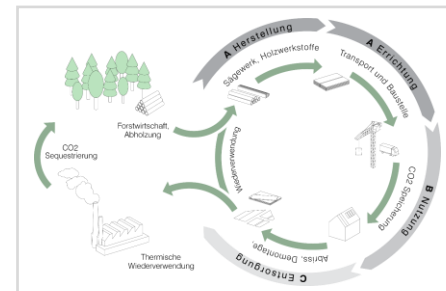 A Herstellung
A Errichtung
Sägewerk, Holzwerkstoffe
Transport und Baustelle
Forstwirtschaft,
Abholzung
CO2
Sequestrierung
Wiederverwendung
CO2 Speicherung
B Nutzung
Abriss, Demontage,
C Entsorgung
Thermische
Wiederverwendung